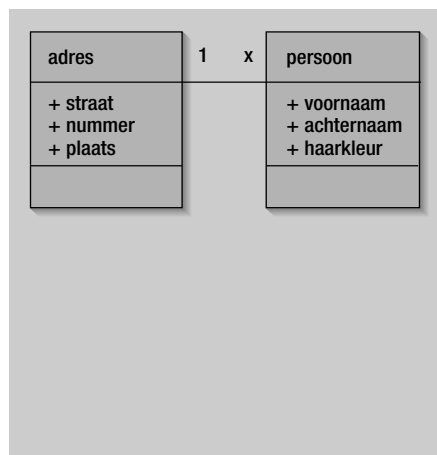 adres 1 x persoon
+ straat
+ nummer
+ plaats
+ voornaam
+ achternaam
+ haarkleur